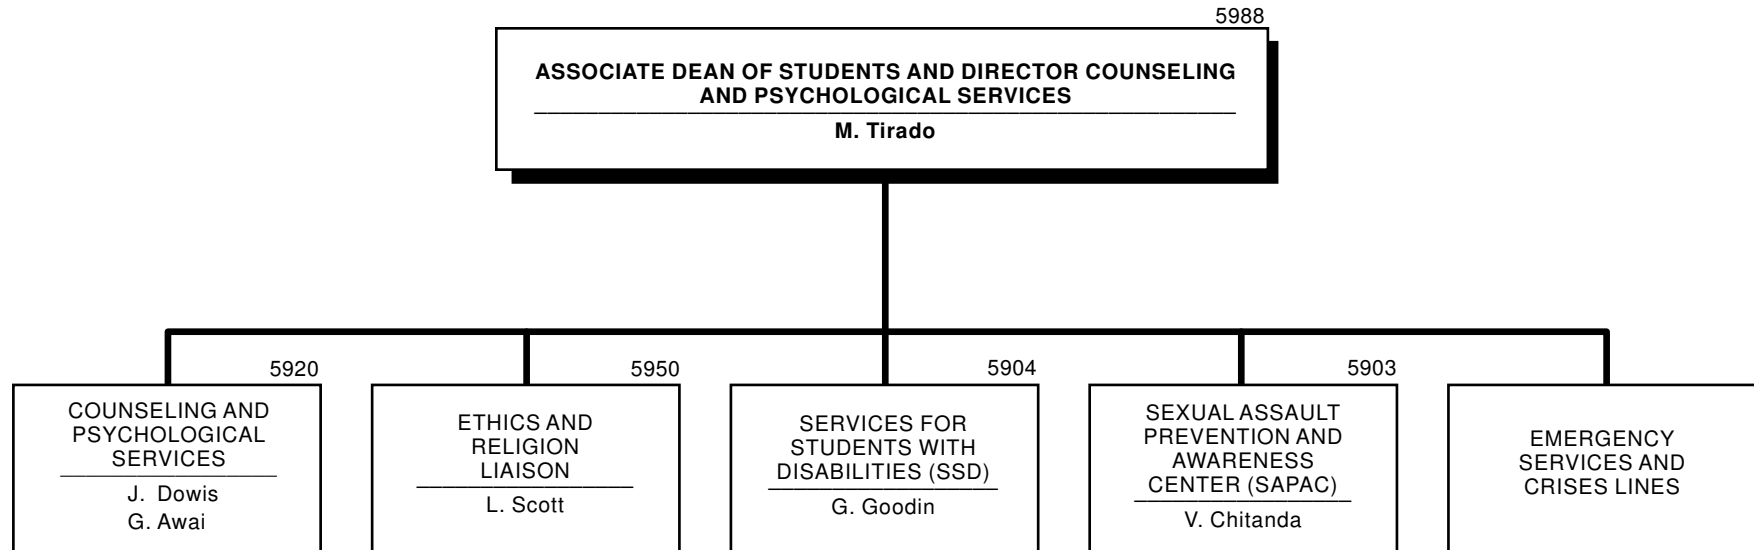 5988
ASSOCIATE DEAN OF STUDENTS AND DIRECTOR COUNSELING
AND PSYCHOLOGICAL SERVICES
M. Tirado
5920
COUNSELING AND
PSYCHOLOGICAL
SERVICES
J. Dowis
G. Awai
5950
ETHICS AND
RELIGION
LIAISON
L. Scott
5904
SERVICES FOR
STUDENTS WITH
DISABILITIES (SSD)
G. Goodin
5903
SEXUAL ASSAULT
PREVENTION AND
AWARENESS
CENTER (SAPAC)
V. Chitanda
EMERGENCY
SERVICES AND
CRISES LINES